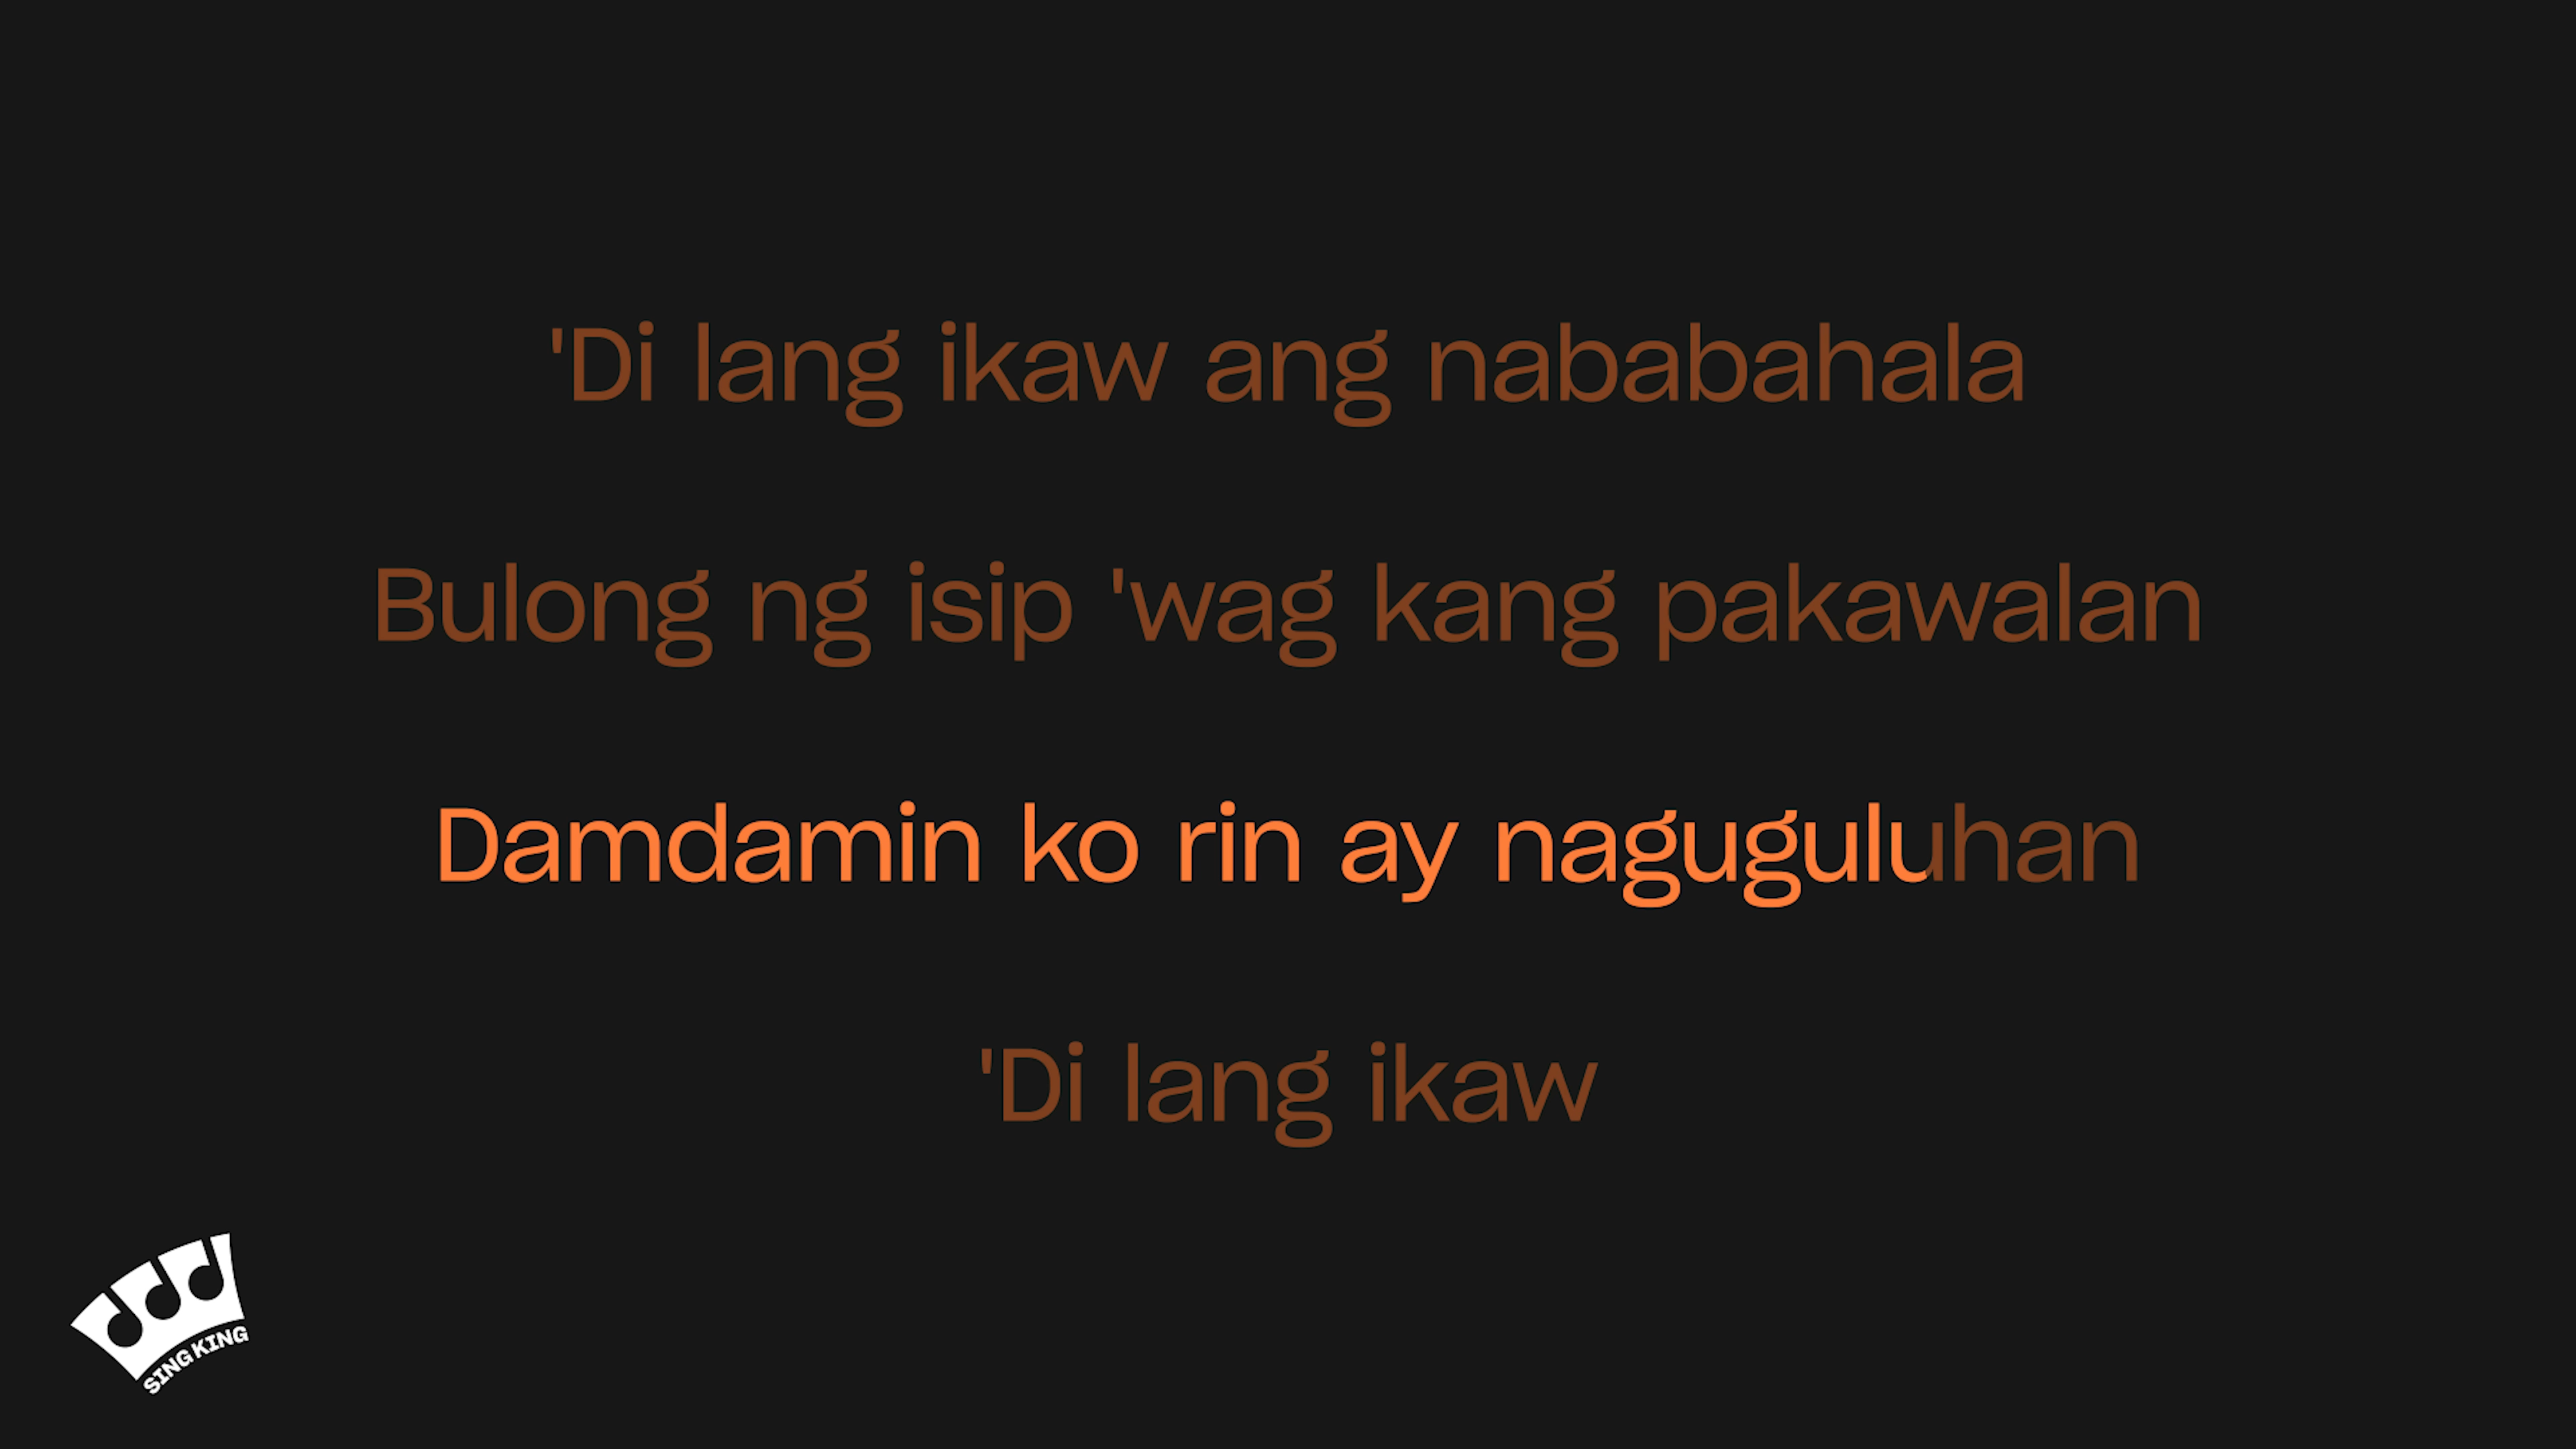 'Di lang ikaw ang nababahala
Bulong ng isip 'wag kang pakawalan
Damdamin ko rin ay naguguluhan
'Di lang ikaw
SING KING